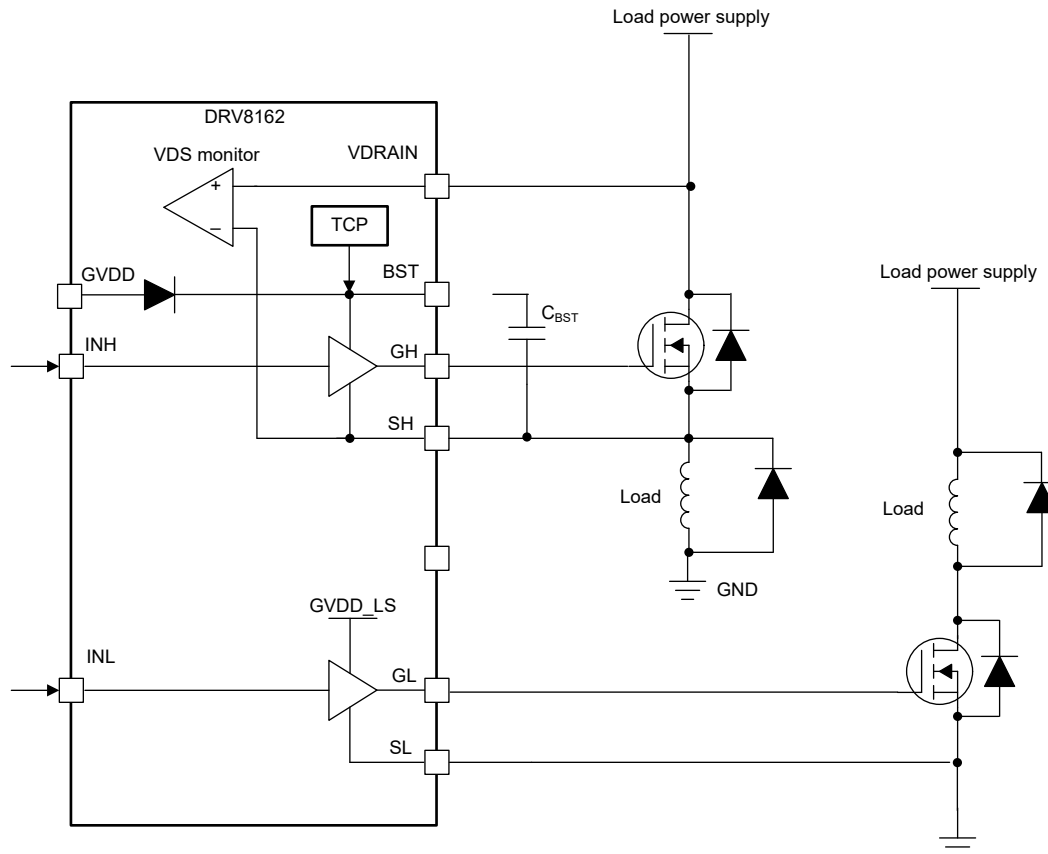 Load power supply
DRV8162
VDS monitor
VDRAIN
+
TCP
−
GVDD
BST
Load power supply
CBST
INH
GH
SH
Load
Load
GND
GVDD_LS
INL
GL
SL